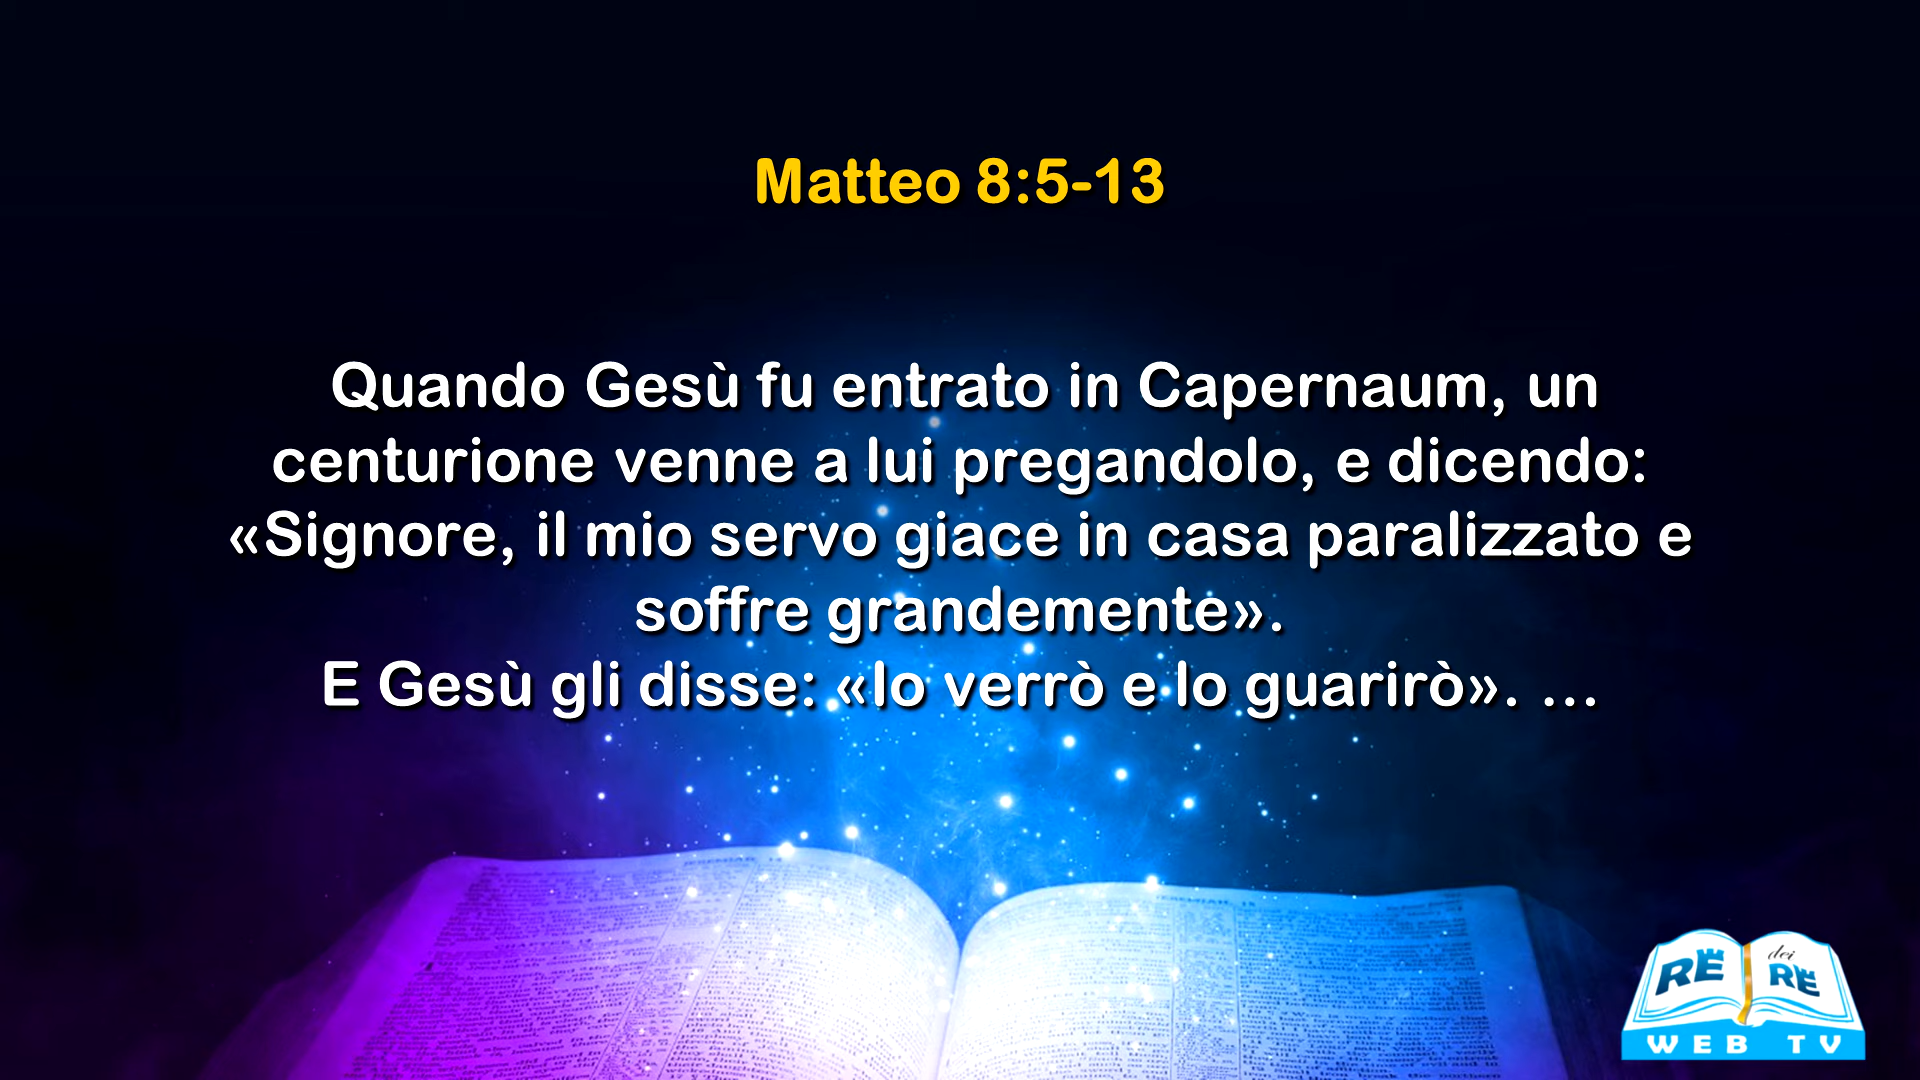 Matteo 8:5-13
Quando Gesù fu entrato in Capernaum, un
centurione venne a lui pregandolo, e dicendo:
«Signore, il mio servo giace in casa paralizzato e
soffre grandemente».
E Gesù gli disse: «Io verrò e lo guarirò». …
RE dei RE
WEB TV